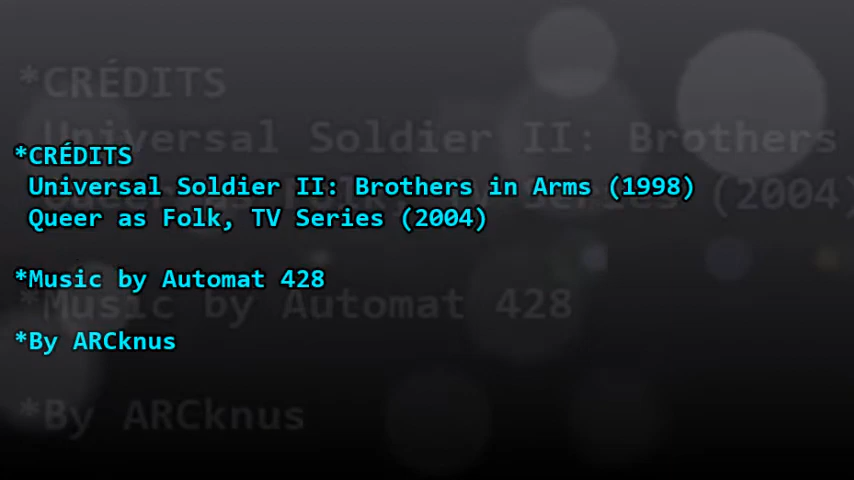 *CRÉDITS
Universal Soldier II: Brothers in Arms (1998)
Queer as Folk, TV Series (2004)
*Music by Automat 428
*By ARCknus